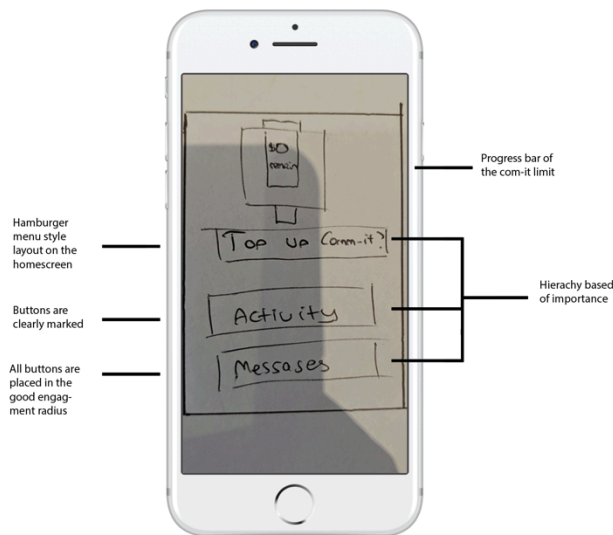 $0
remain
Top up Comm-it?
Activity
Messases
Hamburger
menu style
layout on the
homescreen
Buttons are
clearly marked
All buttons are
placed in the
good engag-
ment radius
Progress bar of
the com-it limit
Hierachy based
of importance